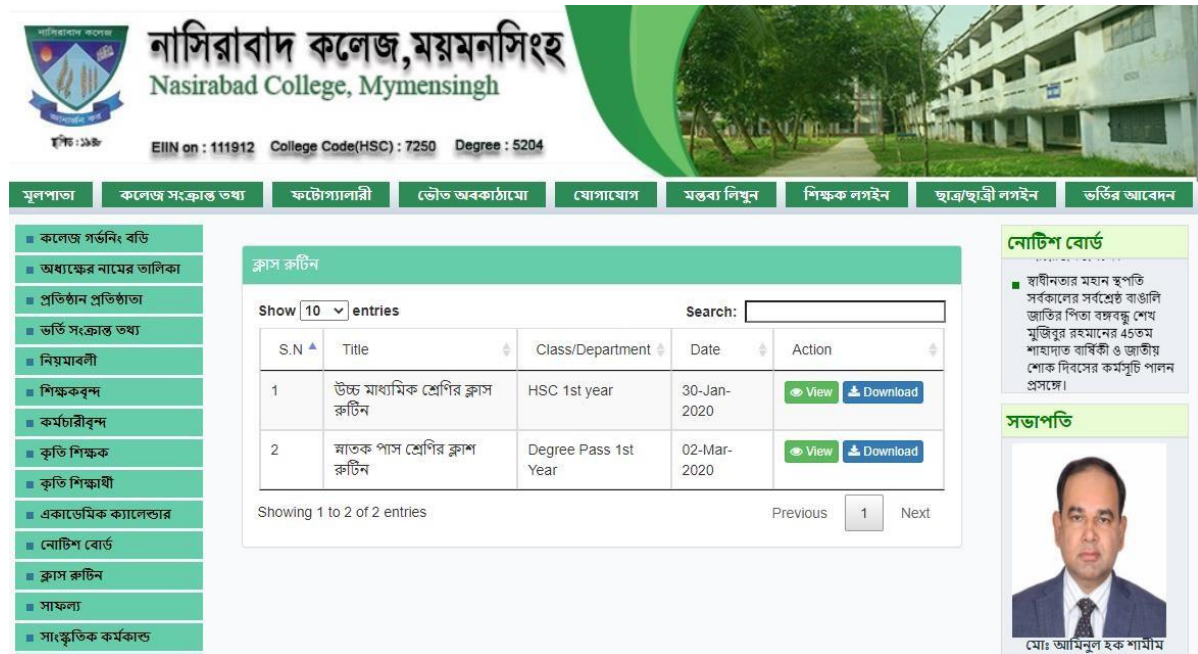 নাসিরাবাদ কলেজ
নাসিরাবাদ কলেজ,ময়মনসিংহ
Nasirabad College, Mymensingh
EIIN on : 111912 College Code(HSC) : 7250 Degree : 5204
মূলপাতা কলেজ সংক্রান্ত তথ্য ফটোগ্যালারী ভৌত অবকাঠামো যোগাযোগ মন্তব্য লিখুন শিক্ষক লগইন ছাত্র/ছাত্রী লগইন ভর্তির আবেদন
কলেজ গর্ভনিং বডি
অধ্যক্ষের নামের তালিকা
প্রতিষ্ঠান প্রতিষ্ঠাতা
ভর্তি সংক্রান্ত তথ্য
নিয়মাবলী
শিক্ষকবৃন্দ
কর্মচারীবৃন্দ
কৃতি শিক্ষক
কৃতি শিক্ষার্থী
একাডেমিক ক্যালেন্ডার
নোটিশ বোর্ড
ক্লাস রুটিন
সাফল্য
সাংস্কৃতিক কর্মকান্ড
ক্লাস রুটিন
Show 10 entries Search:
S.N Title Class/Department Date Action
1 উচ্চ মাধ্যমিক শ্রেণির ক্লাস HSC 1st year 30-Jan- View Download
রুটিন 2020
2 স্নাতক পাস শ্রেণির ক্লাশ Degree Pass 1st 02-Mar- View Download
রুটিন Year 2020
Showing 1 to 2 of 2 entries Previous 1 Next
নোটিশ বোর্ড
স্বাধীনতার মহান স্থপতি
সর্বকালের সর্বশ্রেষ্ঠ বাঙালি
জাতির পিতা বঙ্গবন্ধু শেখ
মুজিবুর রহমানের 45তম
শাহাদাত বার্ষিকী ও জাতীয়
শোক দিবসের কর্মসূচি পালন
প্রসঙ্গে।
সভাপতি
মোঃ আমিনুল হক শামীম